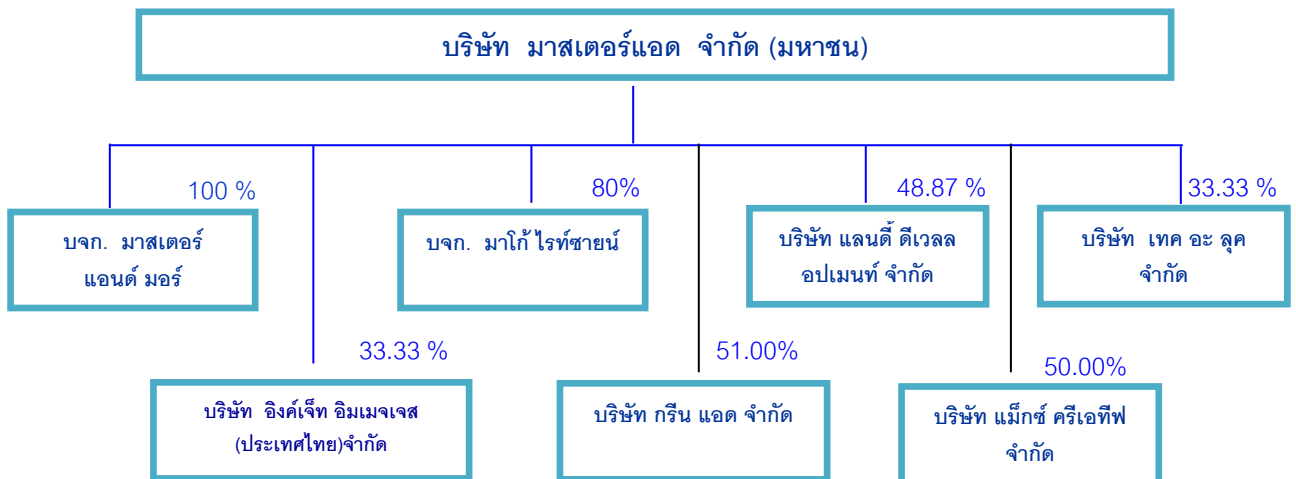 บริษัท มาสเตอร์แอด จำกัด (มหาชน)
100 %
80%
48.87 %
33.33 %
บจก. มาสเตอร์
แอนด์ มอร์
บจก. มาโก้ ไรท์ซายน์
บริษัท แลนดี้ ดีเวลล
อปเมนท์ จำกัด
บริษัท เทค อะ ลุค
จำกัด
33.33 %
51.00%
50.00%
บริษัท อิงค์เจ็ท อิมเมจเจส
(ประเทศไทย)จำกัด
บริษัท กรีน แอด จำกัด
บริษัท แม็กซ์ ครีเอทีฟ
จำกัด